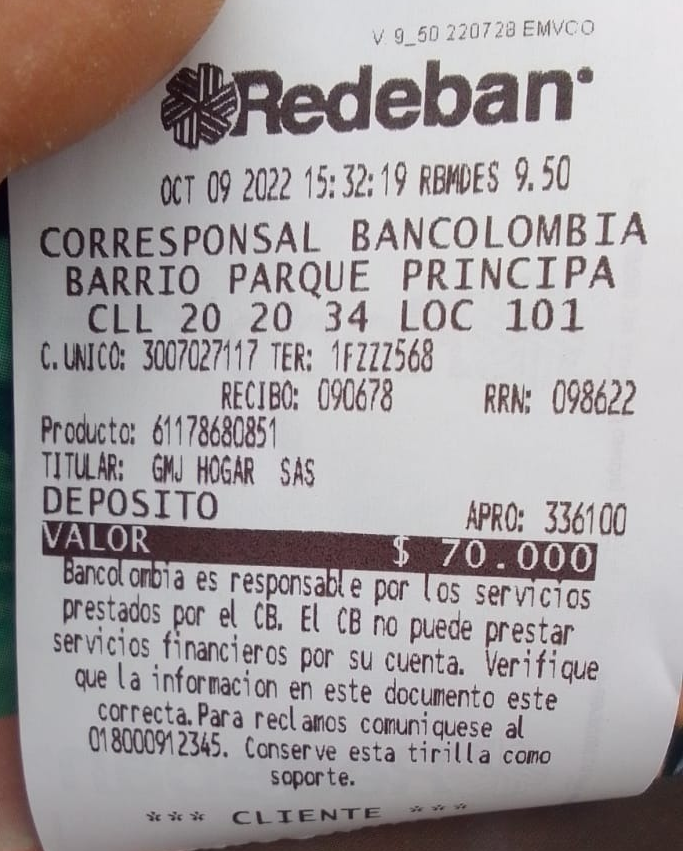 V 9_50 220728 EMVCO
Redeban
OCT 09 2022 15:32:19 RBMDES 9.50
CORRESPONSAL BANCOLOMBIA
BARRIO PARQUE PRINCIPA
CLL 20 20 34 LOC 101
C.UNICO: 3007027117 TER: 1FZZZ568
RECIBO: 090678 RRN: 098622
Producto: 61178680851
TITULAR: GMJ HOGAR SAS
DEPOSITO APRO: 336100
VALOR $ 70.000
Bancolombia es responsable por los servicios
prestados por el CB. El CB no puede prestar
servicios financieros por su cuenta. Verifique
que la informacion en este documento este
correcta. Para reclamos comuniquese al
018000912345. Conserve esta tirilla como
soporte.
*** CLIENTE ***